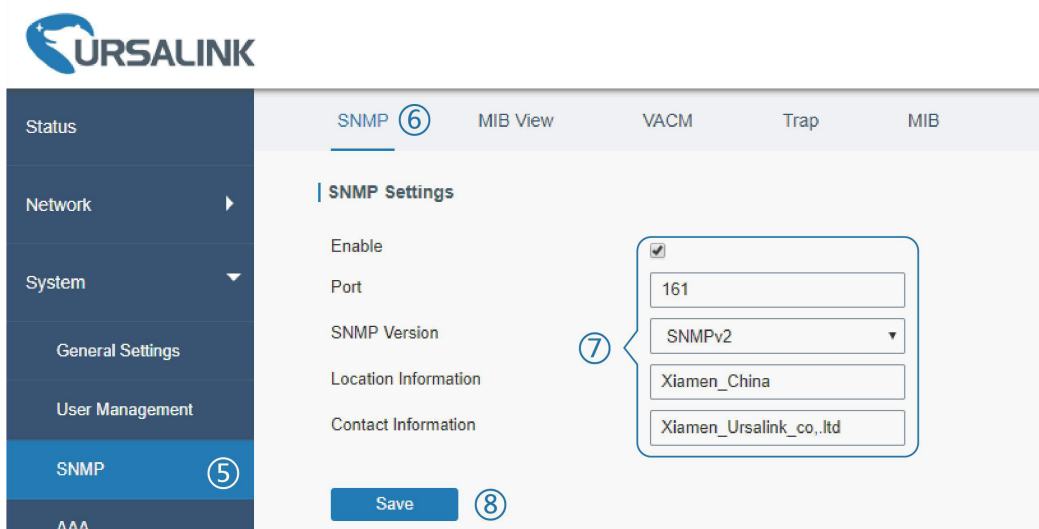 URSALINK
Status
Network
System
General Settings
User Management
SNMP ⑤
AAA
SNMP ⑥ MIB View VACM Trap MIB
SNMP Settings
Enable
Port 161
SNMP Version SNMPv2
⑦
Location Information Xiamen_China
Contact Information Xiamen_Ursalink_co,.ltd
Save ⑧